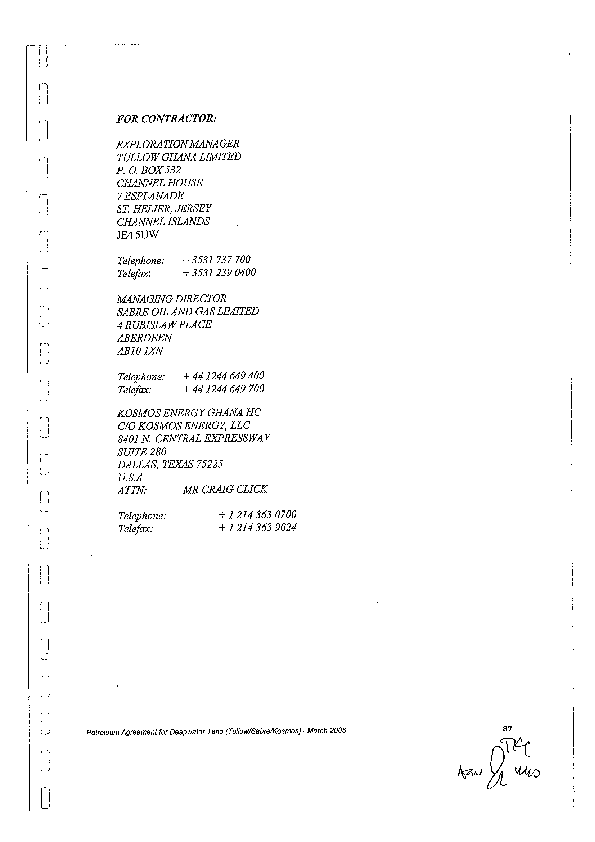 FOR CONTRACTOR:
EXPLORATION MANAGER
TULLOW GHANA LIMITED
P. O. BOX 532
CHANNEL HOUSE
7 ESPLANADE
ST. HELIER, JERSEY
CHANNEL ISLANDS
JE4 5UW
Telephone: + 3531 737 700
Telefax: + 3531 239 0400
MANAGING DIRECTOR
SABRE OIL AND GAS LIMITED
4 RUBISLAW PLACE
ABERDEEN
AB10 1XN
Telephone: + 44 1244 649 400
Telefax: + 44 1244 649 700
KOSMOS ENERGY GHANA HC
C/O KOSMOS ENERGY, LLC
8401 N. CENTRAL EXPRESSWAY
SUITE 280
DALLAS, TEXAS 75225
U.S.A
ATTN: MR CRAIG GLICK
Telephone: + 1 214 363 0700
Telefax: + 1 214 363 9024
Petroleum Agreement for Deepwater Tano (Tullow/Sabre/Kosmos) - March 2006
87